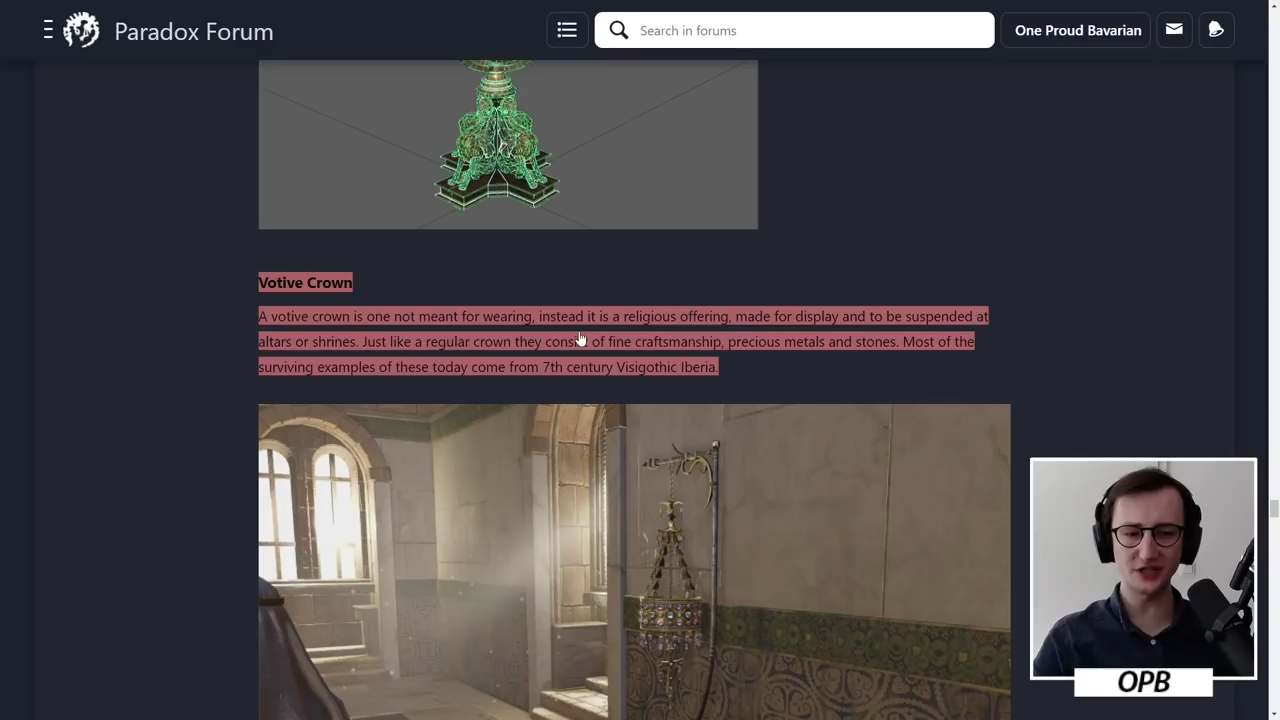 Paradox Forum
Search in forums
One Proud Bavarian
Votive Crown
A votive crown is one not meant for wearing, instead it is a religious offering, made for display and to be suspended at
altars or shrines. Just like a regular crown they consist of fine craftsmanship, precious metals and stones. Most of the
surviving examples of these today come from 7th century Visigothic Iberia.
OPB